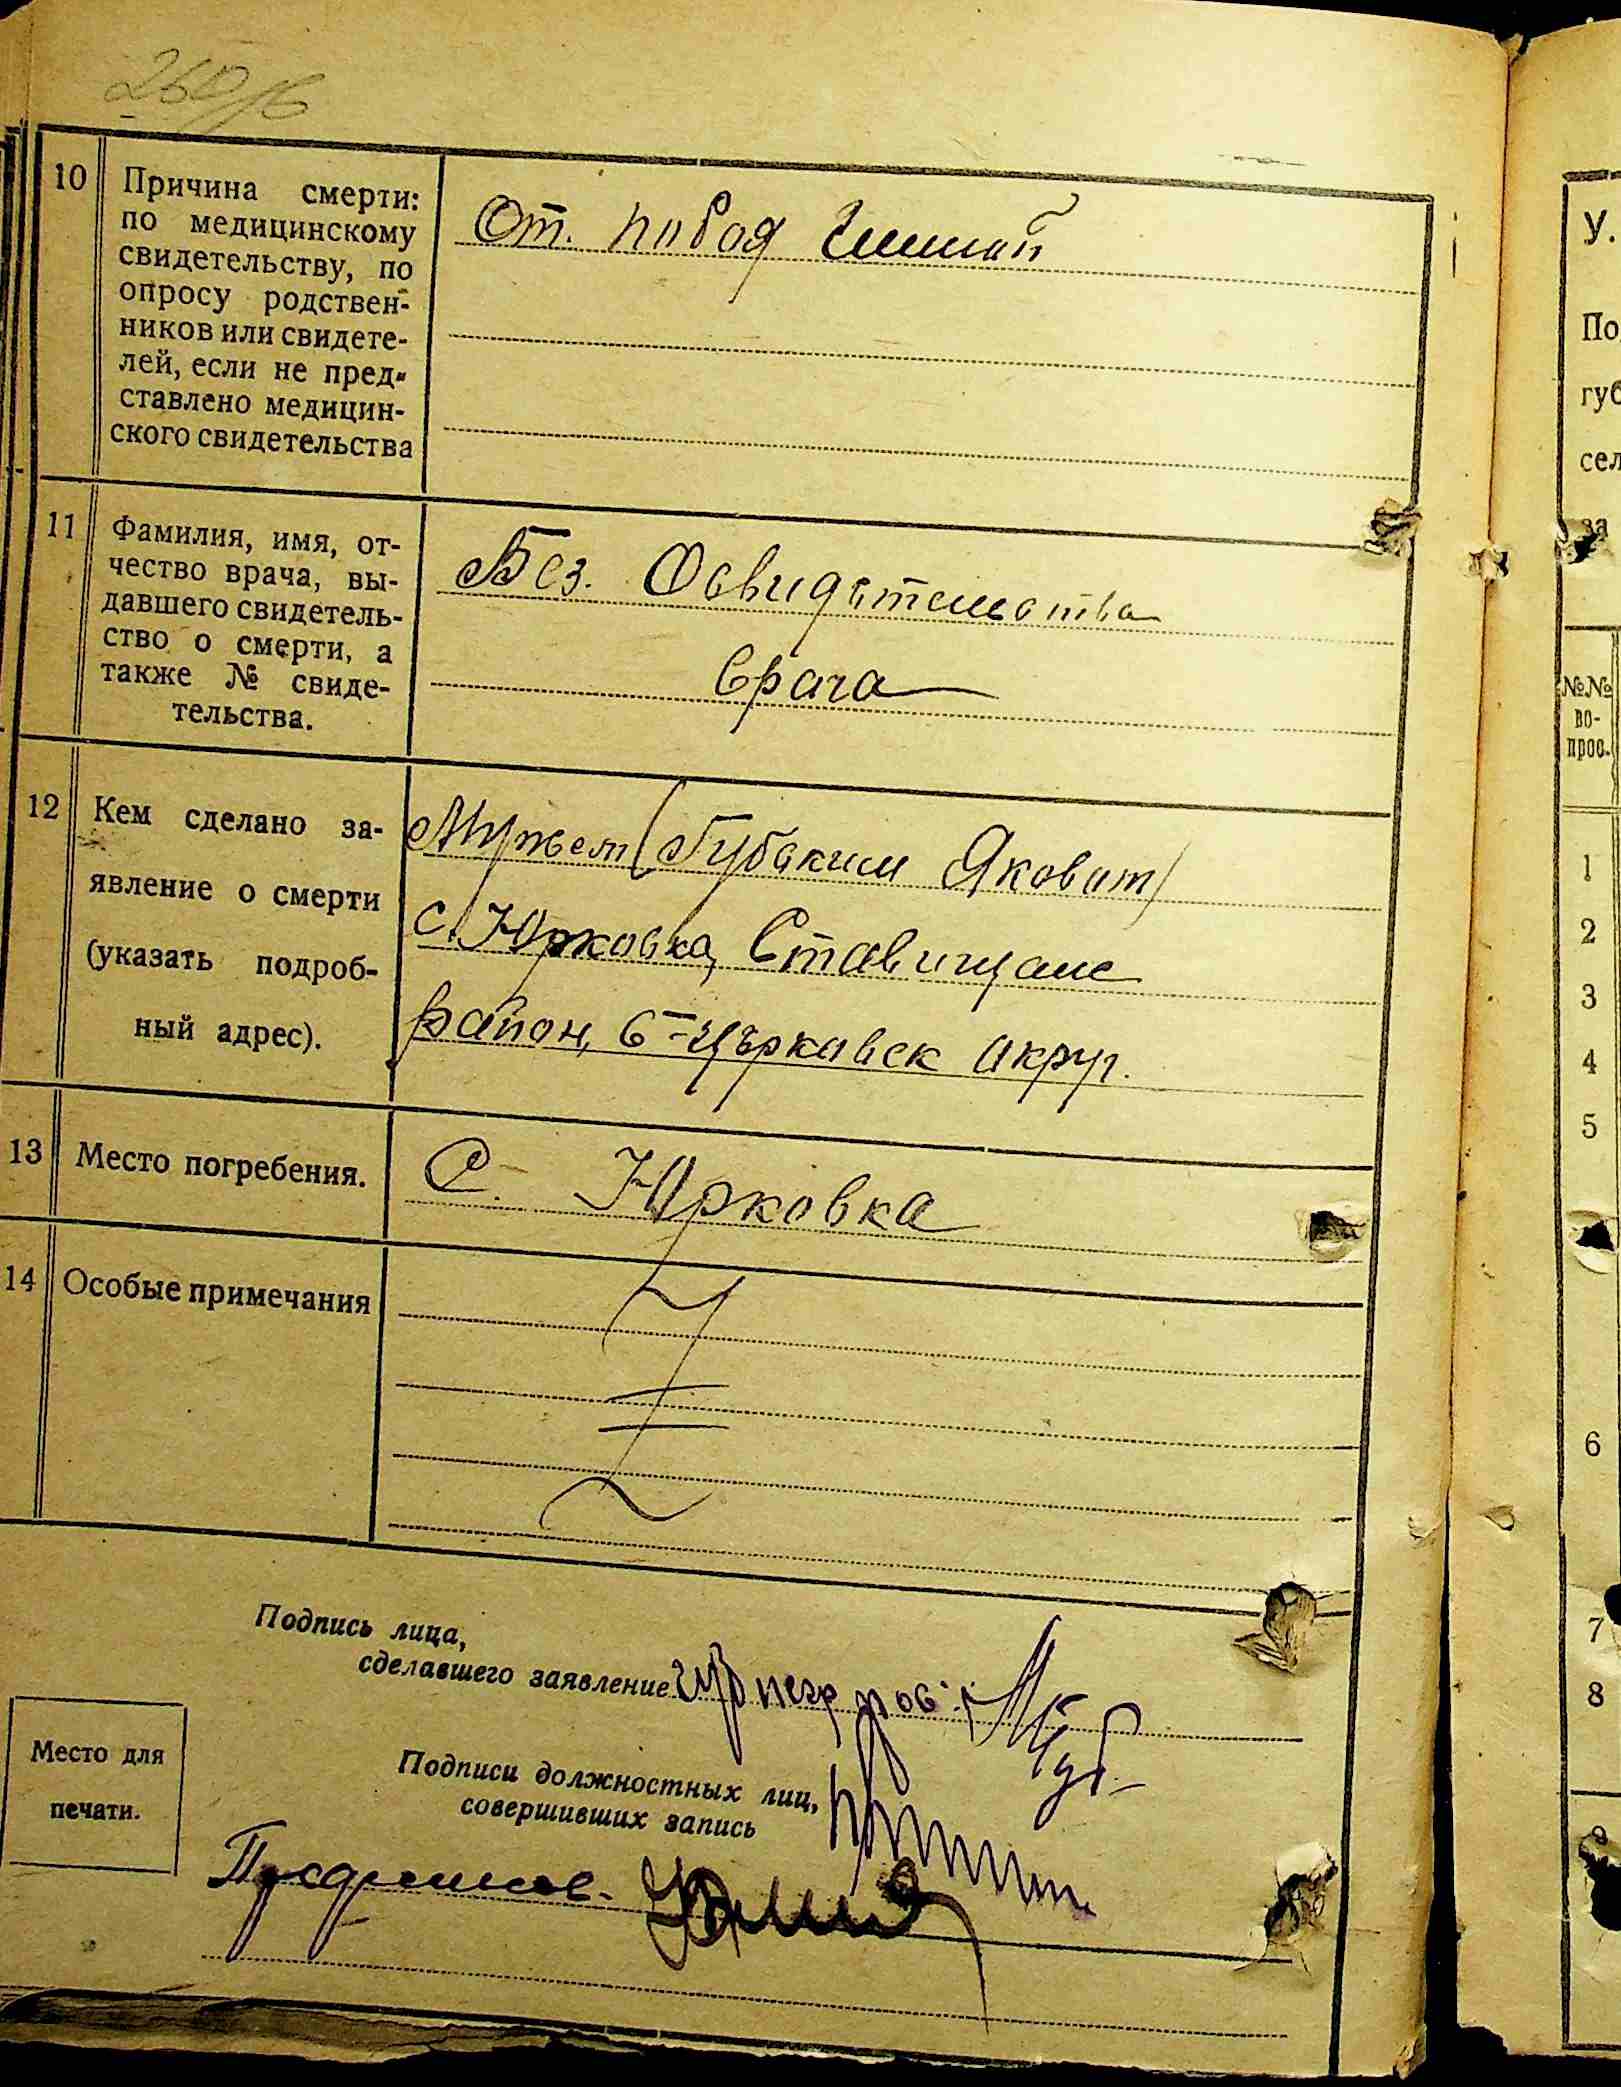 10 Причина смерти:
по медицинскому
свидетельству, по
опросу родствен-
ников или свидете-
лей, если не пред-
ставлено медицин-
ского свидетельства
От.
11 Фамилия, имя, от-
чество врача, вы-
давшего свидетель-
ство о смерти, а
также № свиде-
тельства.
Без. Освидетельства
Врача
12 Кем сделано за-
явление о смерти
(указать подроб-
ный адрес).
Мужем (Губским Яковом)
с. Юрковка, Ставищанс
район, б-Църковск округ.
13 Место погребения.
С. Юрковка
14 Особые примечания
Подпись лица,
сделавшего заявление
Место для
печати.
Подписи должностных лиц,
совершивших запись
У.
По
губ
сел
за
№№
во-
прос.
1
2
3
4
5
6
7
8
9